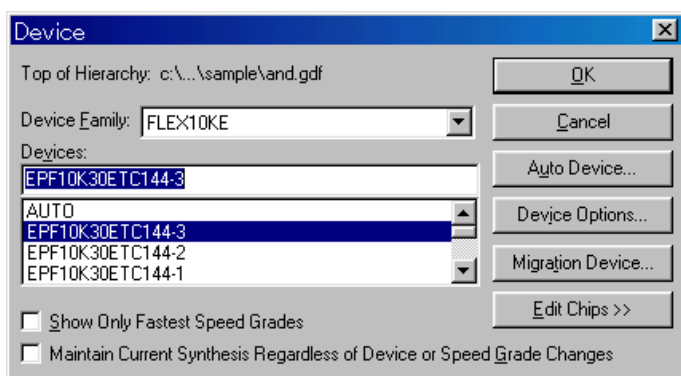 Device
Top of Hierarchy: c:\...\sample\and.gdf
OK
Device Family: FLEX10KE
Cancel
Devices:
EPF10K30ETC144-3
Auto Device...
AUTO
EPF10K30ETC144-3
EPF10K30ETC144-2
EPF10K30ETC144-1
Device Options...
Migration Device...
Edit Chips >>
Show Only Fastest Speed Grades
Maintain Current Synthesis Regardless of Device or Speed Grade Changes